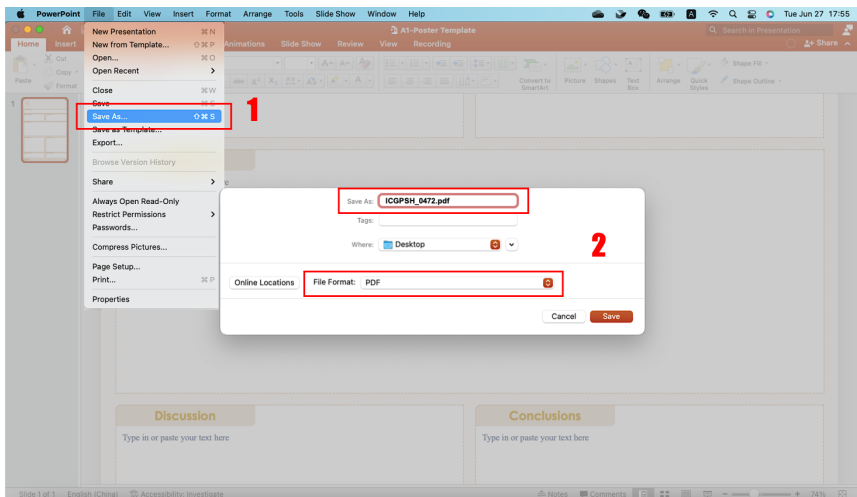 PowerPoint File Edit View Insert Format Arrange Tools Slide Show Window Help
Tue Jun 27 17:55
A1-Poster Template
Search in Presentation
Home Insert
Animations Slide Show Review View Recording
Share
New Presentation ⌘ N
New from Template... ⇧ ⌘ P
Open... ⌘ O
Open Recent >
Close ⌘ W
Save ⌘ S
Save As... ⇧ ⌘ S
Save as Template...
Export...
Browse Version History
Share >
Always Open Read-Only
Restrict Permissions >
Passwords...
Compress Pictures...
Page Setup...
Print... ⌘ P
Properties
Paste
Cut
Copy
Format
Convert to SmartArt
Picture
Shapes
Text Box
Arrange
Quick Styles
Shape Fill
Shape Outline
1
1
Save As: ICGPSH_0472.pdf
Tags:
Where: Desktop
2
Online Locations File Format: PDF
Cancel Save
Discussion
Type in or paste your text here
Conclusions
Type in or paste your text here
Slide 1 of 1 English (China) Accessibility: Investigate
Notes Comments 74%